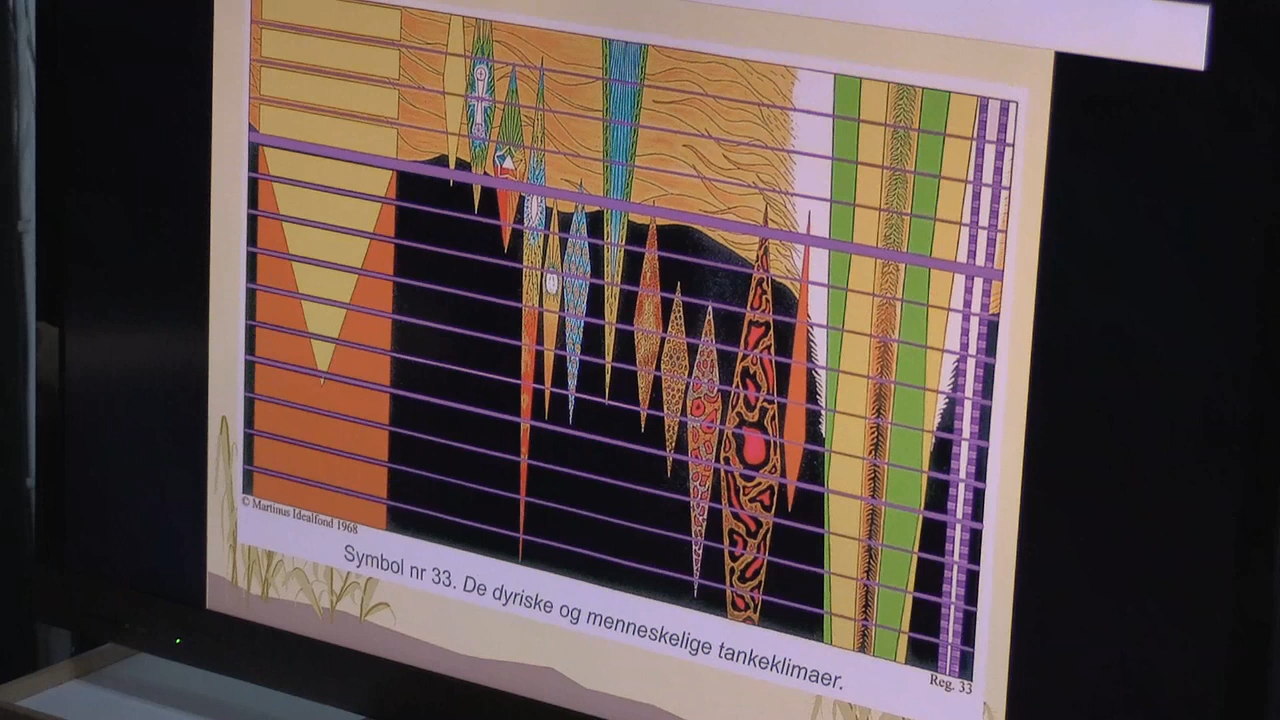 © Martinus Idealfond 1968
Reg. 33
Symbol nr 33. De dyriske og menneskelige tankeklimaer.